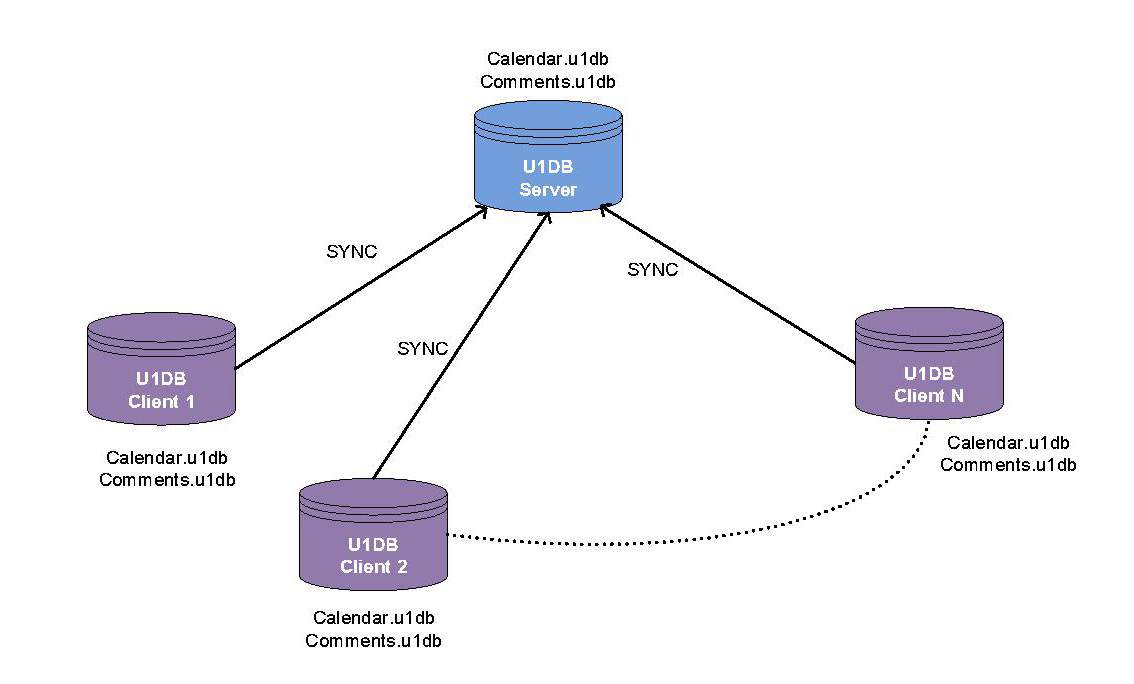 Calendar.u1db
Comments.u1db
U1DB
Server
SYNC
SYNC
SYNC
U1DB
Client 1
Calendar.u1db
Comments.u1db
U1DB
Client 2
Calendar.u1db
Comments.u1db
U1DB
Client N
Calendar.u1db
Comments.u1db